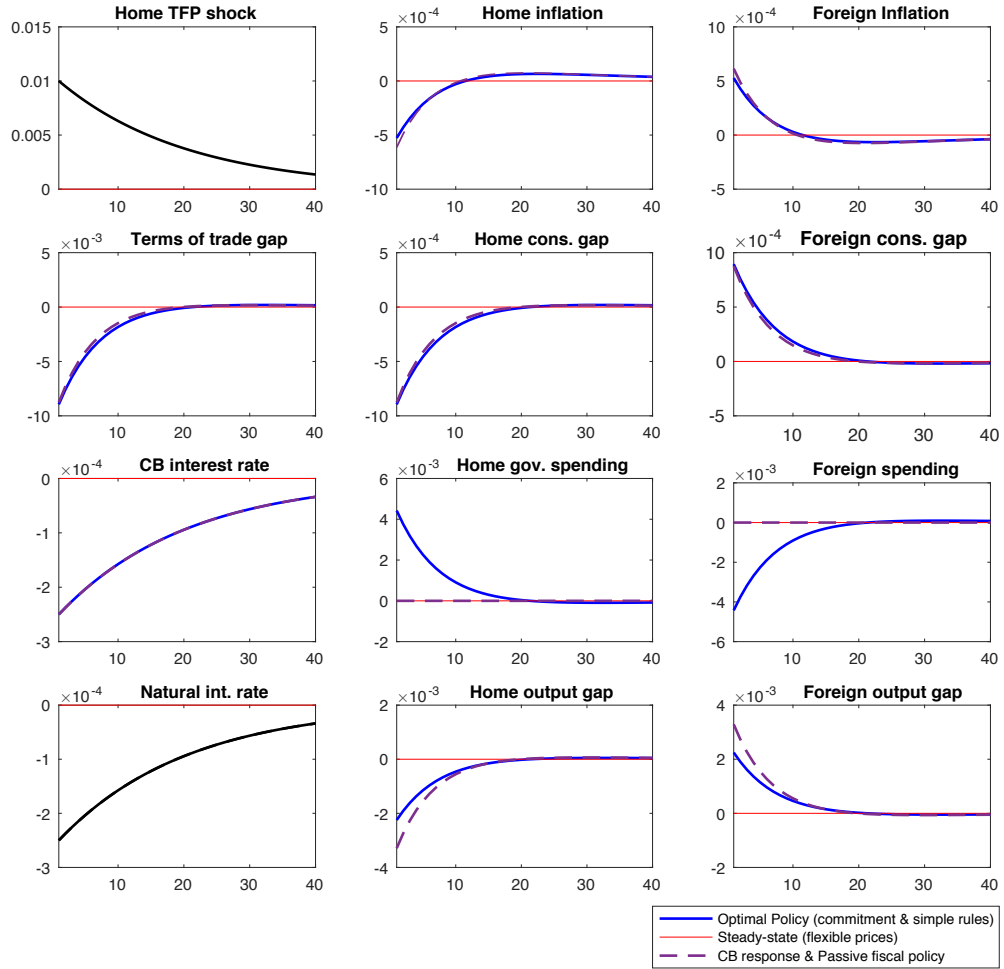 Home TFP shock
0.015
0.01
0.005
0
10 20 30 40
Home inflation
×10-4
5
0
-5
-10
10 20 30 40
Foreign Inflation
×10-4
10
5
0
-5
10 20 30 40
Terms of trade gap
×10-3
5
0
-5
-10
10 20 30 40
Home cons. gap
×10-4
5
0
-5
-10
10 20 30 40
Foreign cons. gap
×10-4
10
5
0
-5
10 20 30 40
CB interest rate
×10-4
0
-1
-2
-3
10 20 30 40
Home gov. spending
×10-3
6
4
2
0
-2
10 20 30 40
Foreign spending
×10-3
2
0
-2
-4
-6
10 20 30 40
Natural int. rate
×10-4
0
-1
-2
-3
10 20 30 40
Home output gap
×10-3
2
0
-2
-4
10 20 30 40
Foreign output gap
×10-3
4
2
0
-2
10 20 30 40
Optimal Policy (commitment & simple rules)
Steady-state (flexible prices)
CB response & Passive fiscal policy